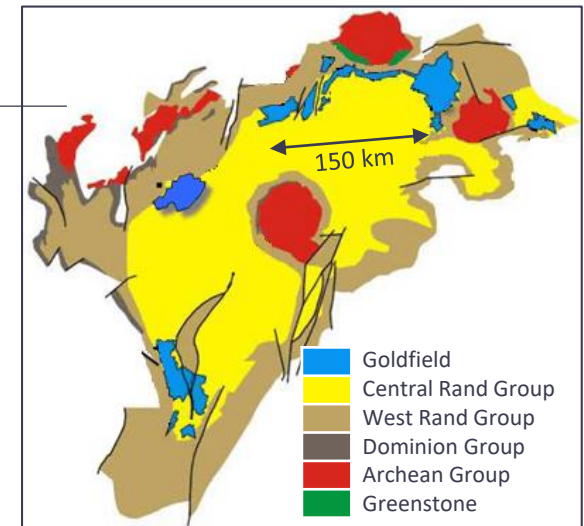 150 km
Goldfield
Central Rand Group
West Rand Group
Dominion Group
Archean Group
Greenstone